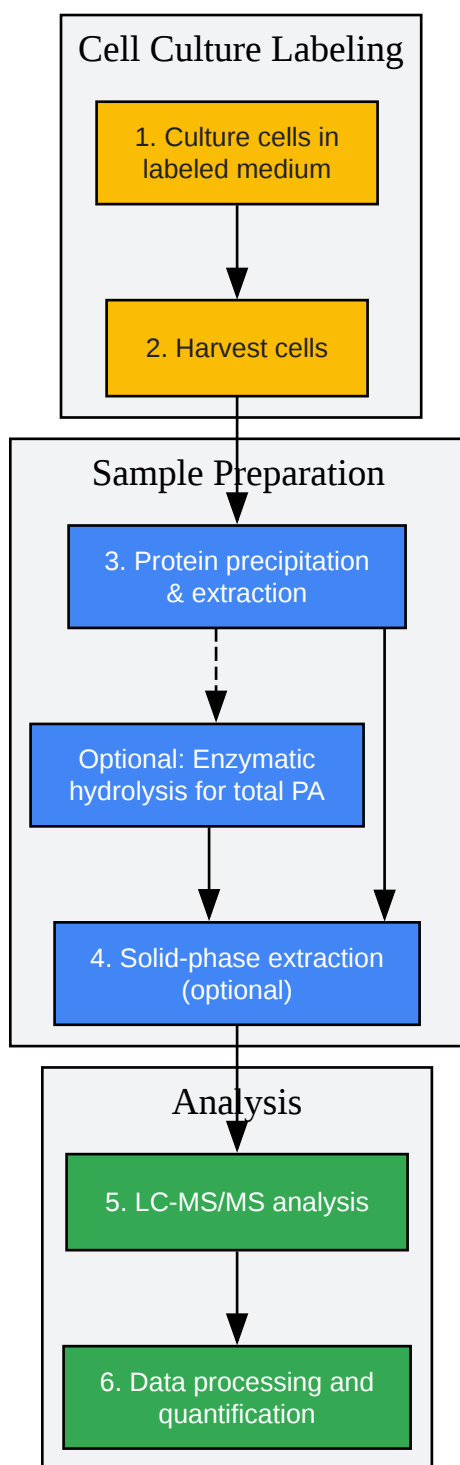 Cell Culture Labeling
1. Culture cells in
labeled medium
2. Harvest cells
Sample Preparation
3. Protein precipitation
& extraction
Optional: Enzymatic
hydrolysis for total PA
4. Solid-phase extraction
(optional)
Analysis
5. LC-MS/MS analysis
6. Data processing and
quantification